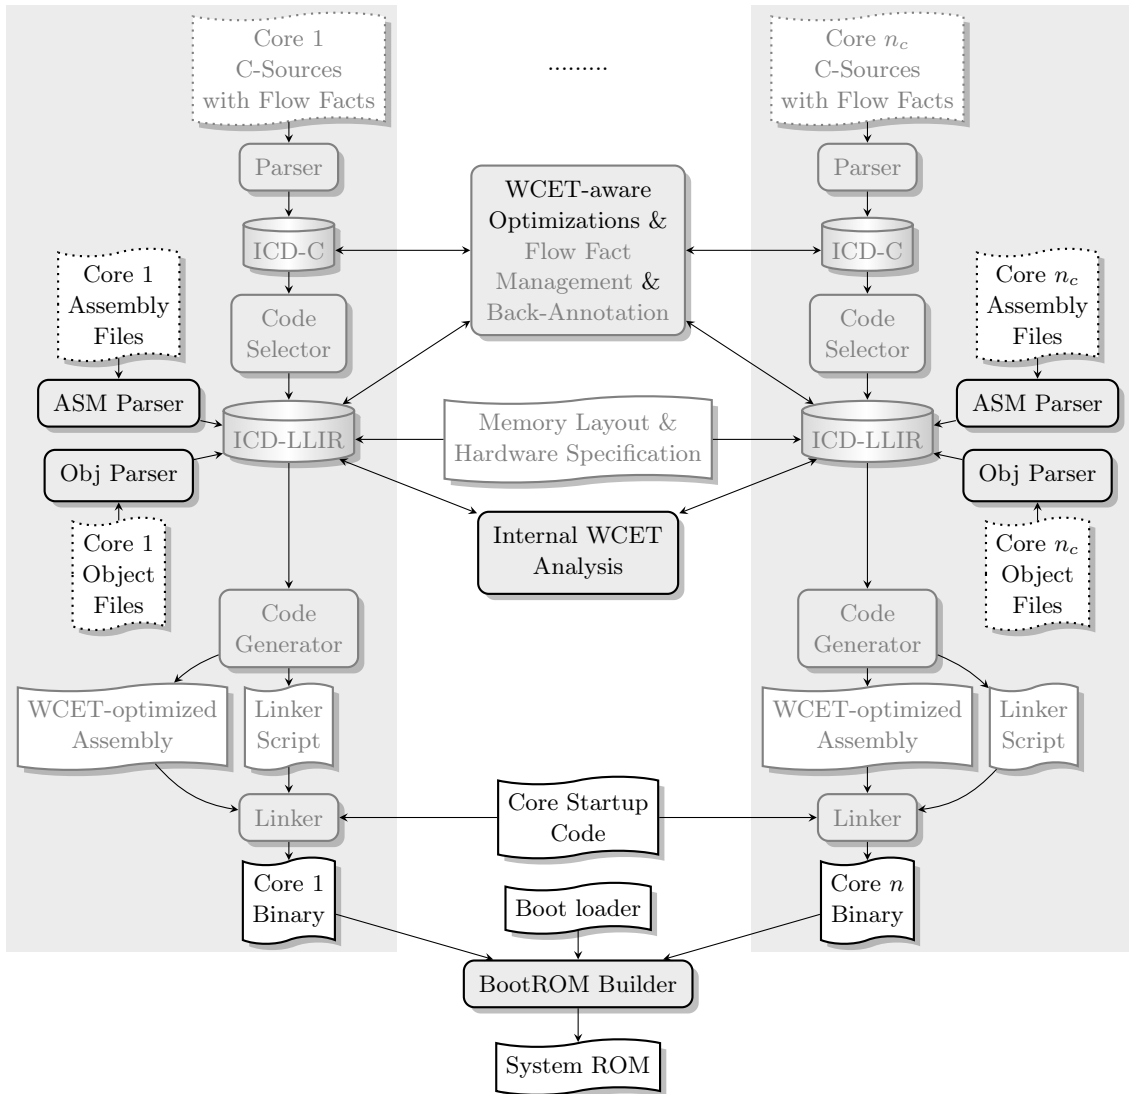 Core 1
C-Sources
with Flow Facts
.........
Core n_c
C-Sources
with Flow Facts
Parser
WCET-aware
Optimizations &
Flow Fact
Management &
Back-Annotation
Parser
ICD-C
ICD-C
Core 1
Assembly
Files
Code
Selector
Code
Selector
Core n_c
Assembly
Files
ASM Parser
ICD-LLIR
Memory Layout &
Hardware Specification
ICD-LLIR
ASM Parser
Obj Parser
Obj Parser
Core 1
Object
Files
Internal WCET
Analysis
Core n_c
Object
Files
Code
Generator
Code
Generator
WCET-optimized
Assembly
Linker
Script
WCET-optimized
Assembly
Linker
Script
Linker
Core Startup
Code
Linker
Core 1
Binary
Boot loader
Core n
Binary
BootROM Builder
System ROM